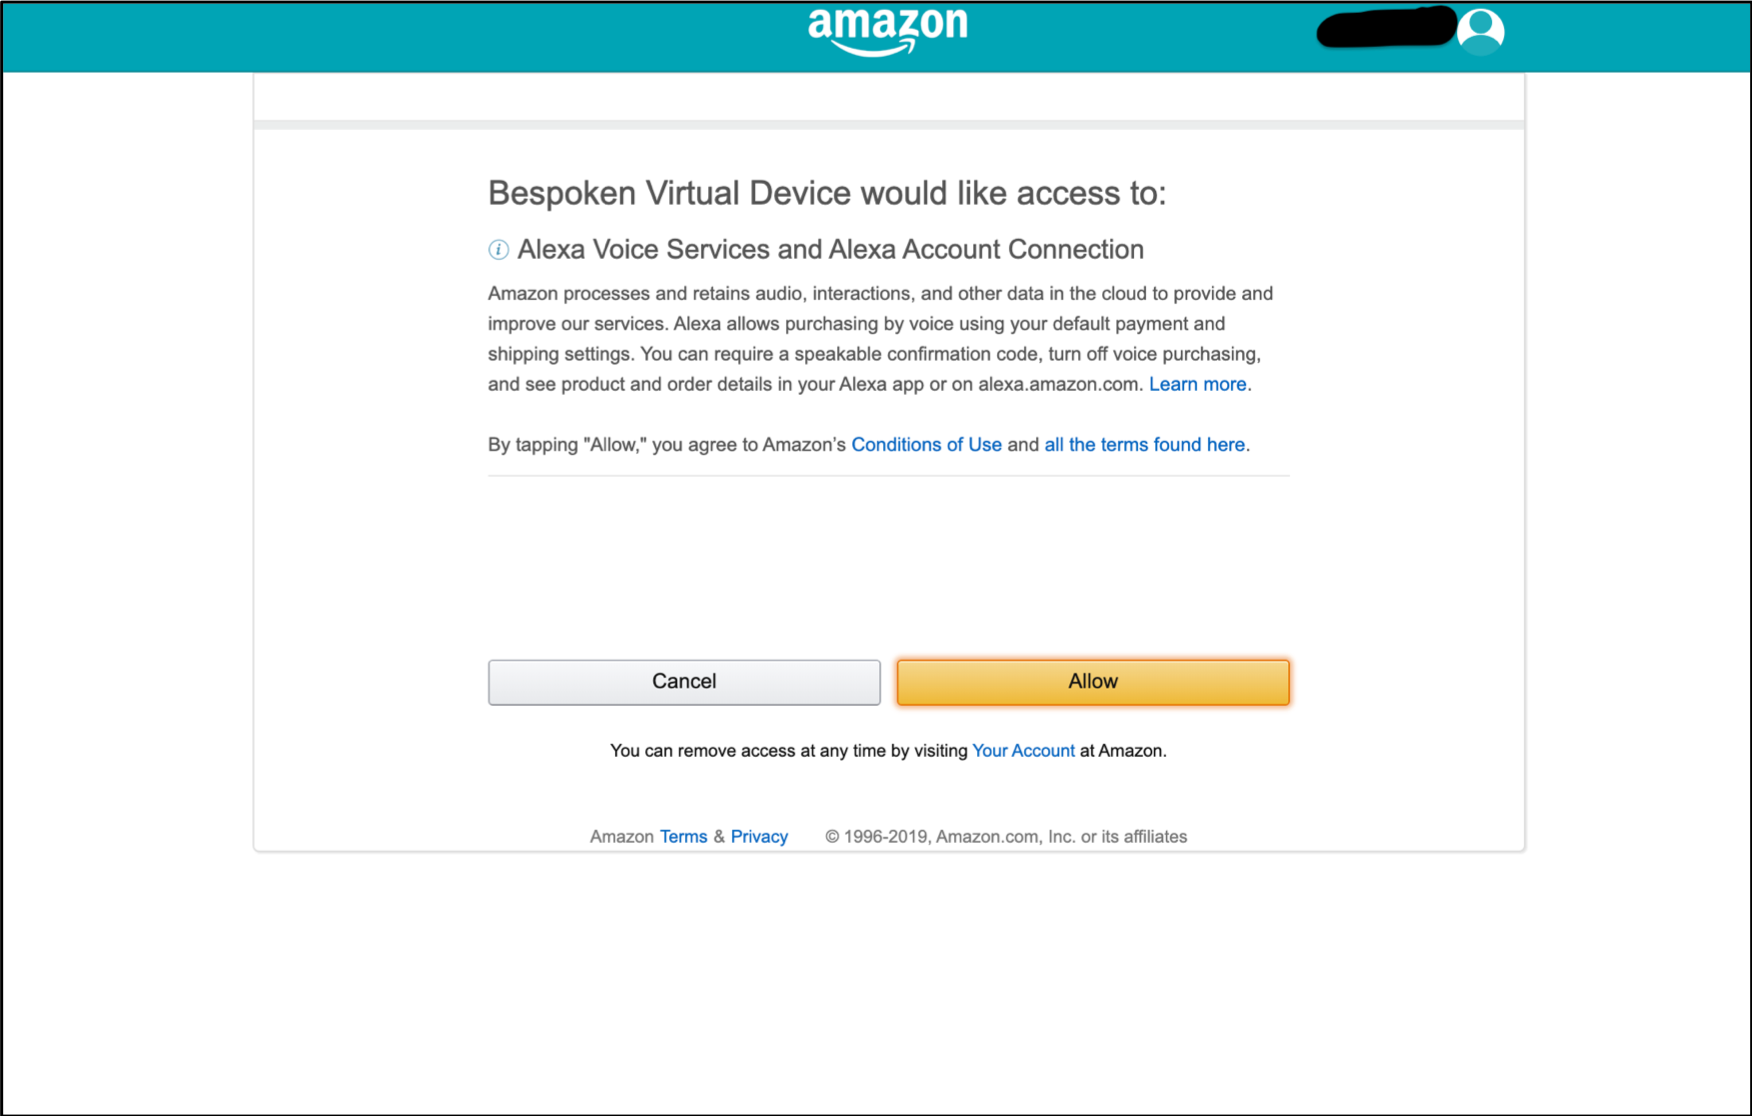 amazon
Bespoken Virtual Device would like access to:
i Alexa Voice Services and Alexa Account Connection
Amazon processes and retains audio, interactions, and other data in the cloud to provide and
improve our services. Alexa allows purchasing by voice using your default payment and
shipping settings. You can require a speakable confirmation code, turn off voice purchasing,
and see product and order details in your Alexa app or on alexa.amazon.com. Learn more.
By tapping "Allow," you agree to Amazon’s Conditions of Use and all the terms found here.
Cancel Allow
You can remove access at any time by visiting Your Account at Amazon.
Amazon Terms & Privacy © 1996-2019, Amazon.com, Inc. or its affiliates